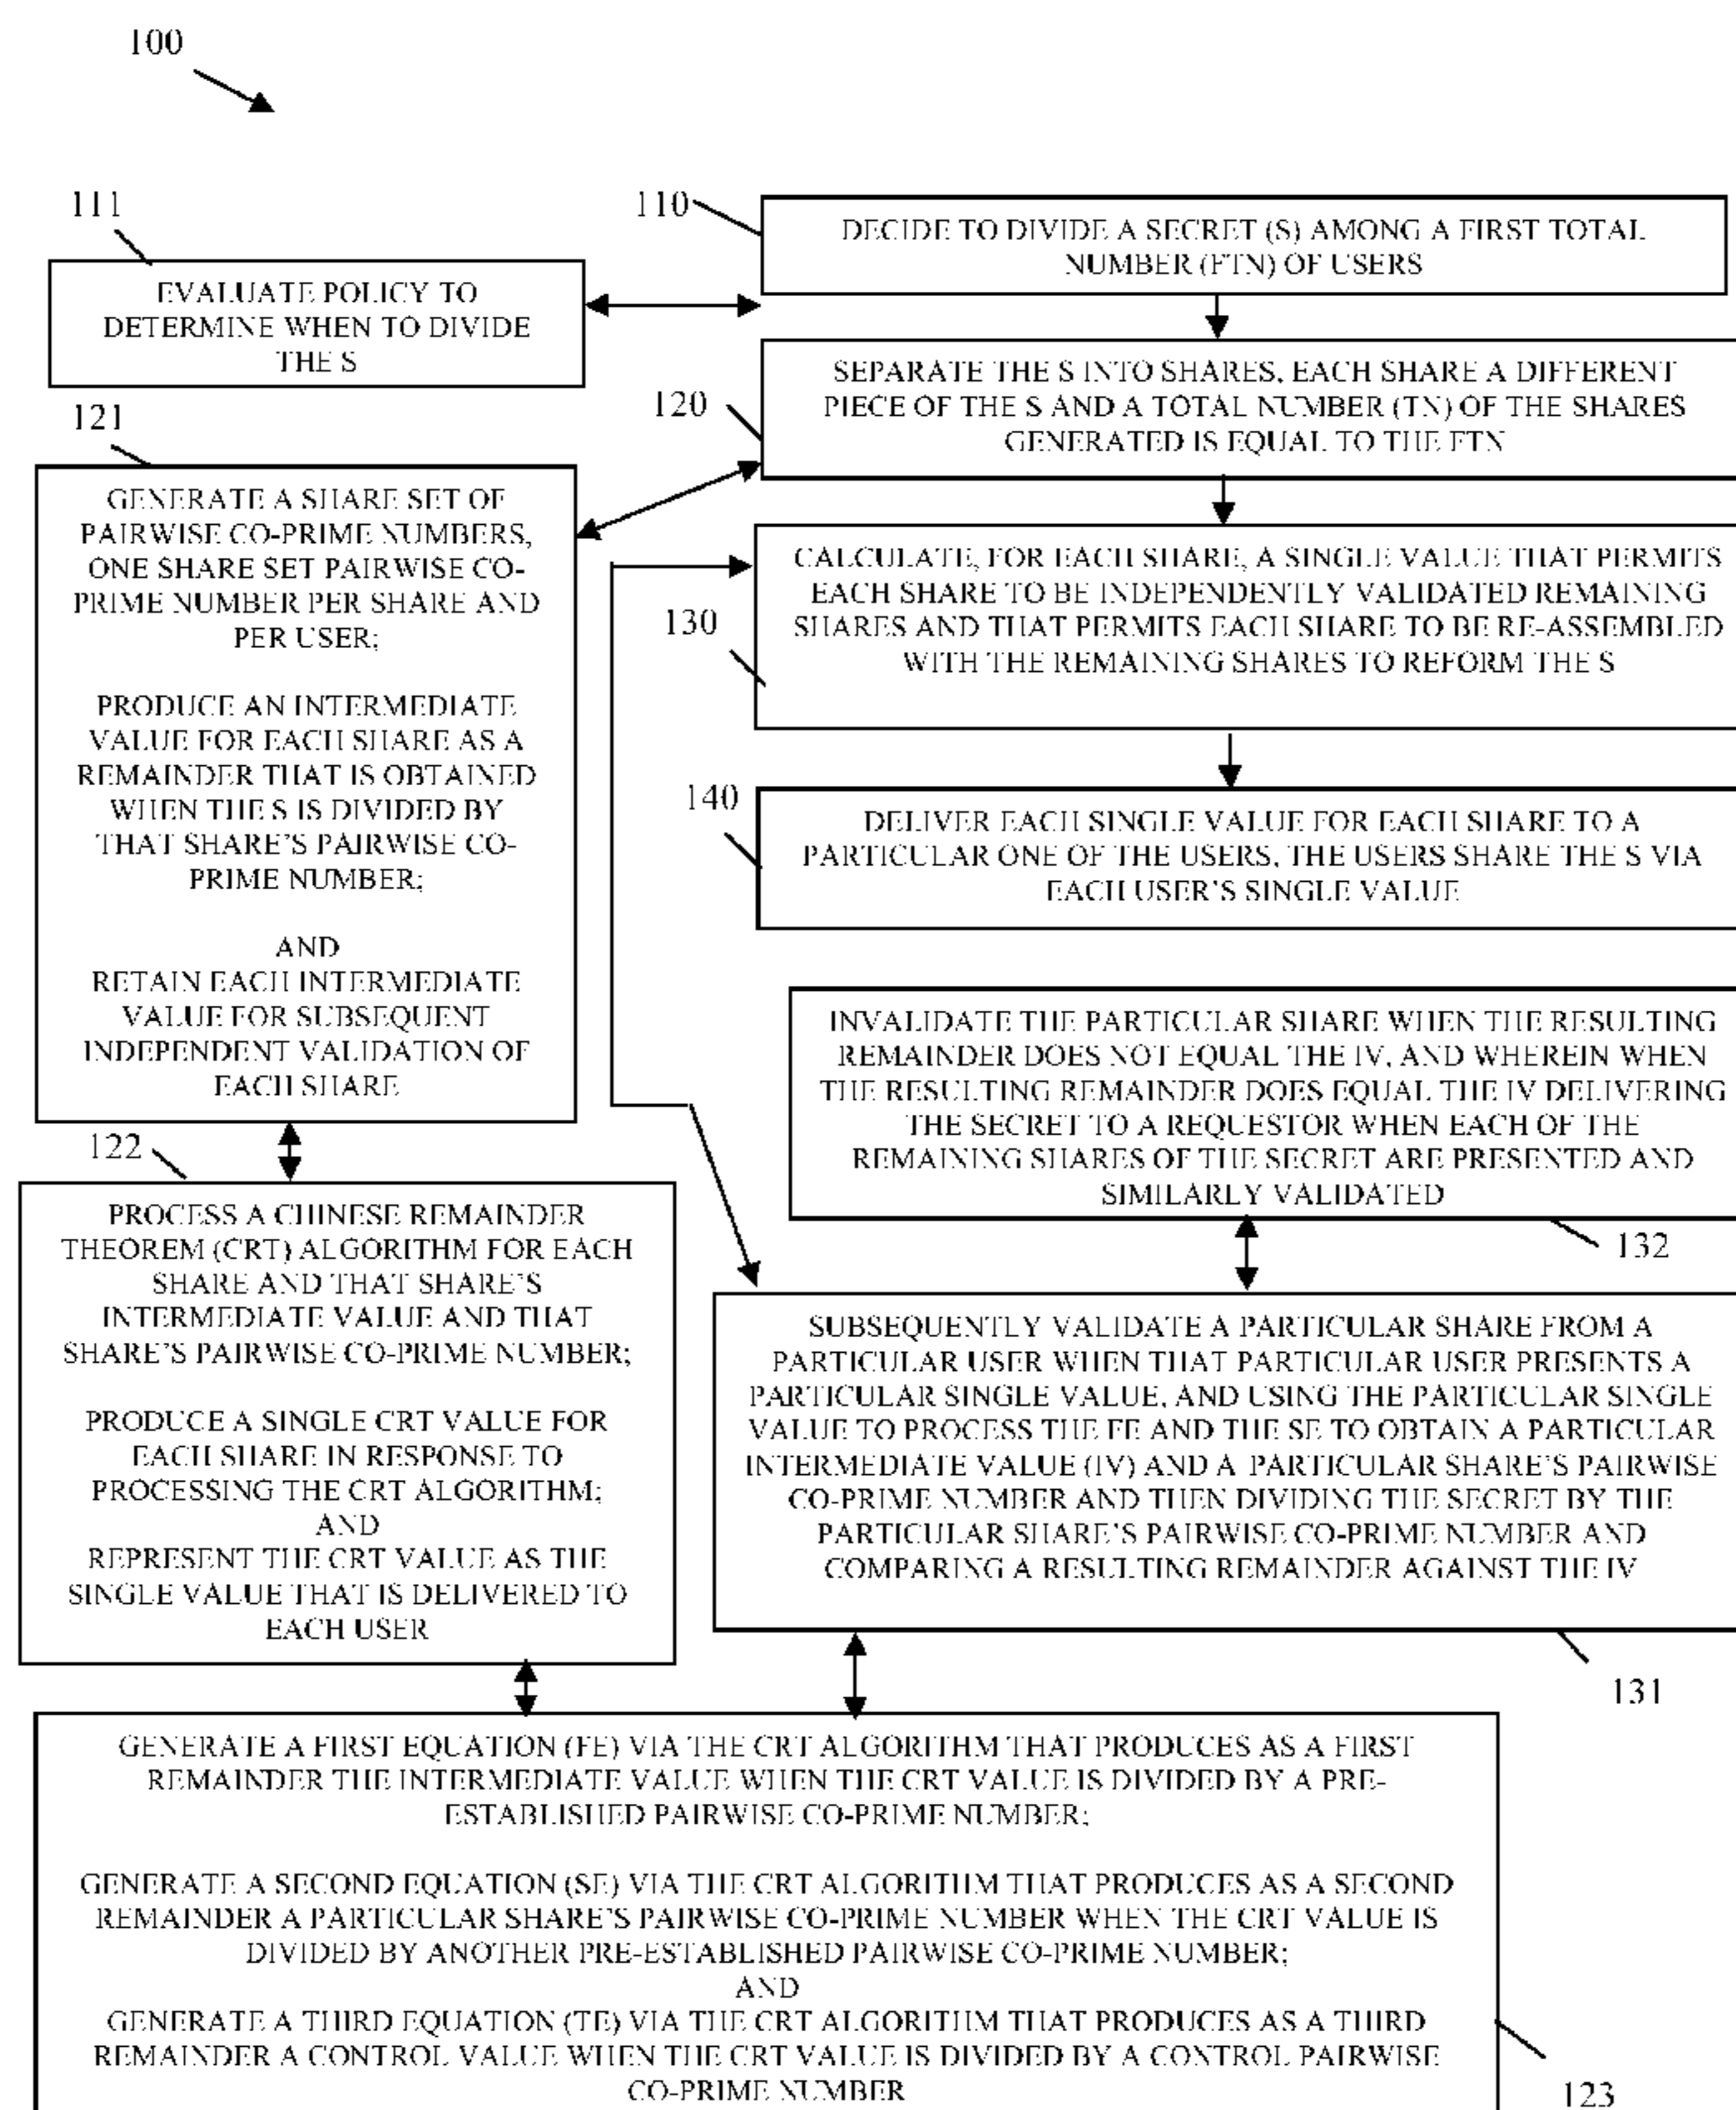 100
111
110
DECIDE TO DIVIDE A SECRET (S) AMONG A FIRST TOTAL
NUMBER (FTN) OF USERS
EVALUATE POLICY TO
DETERMINE WHEN TO DIVIDE
THE S
120
SEPARATE THE S INTO SHARES, EACH SHARE A DIFFERENT
PIECE OF THE S AND A TOTAL NUMBER (TN) OF THE SHARES
GENERATED IS EQUAL TO THE FTN
121
GENERATE A SHARE SET OF
PAIRWISE CO-PRIME NUMBERS,
ONE SHARE SET PAIRWISE CO-
PRIME NUMBER PER SHARE AND
PER USER;
PRODUCE AN INTERMEDIATE
VALUE FOR EACH SHARE AS A
REMAINDER THAT IS OBTAINED
WHEN THE S IS DIVIDED BY
THAT SHARE'S PAIRWISE CO-
PRIME NUMBER;
AND
RETAIN EACH INTERMEDIATE
VALUE FOR SUBSEQUENT
INDEPENDENT VALIDATION OF
EACH SHARE
130
CALCULATE, FOR EACH SHARE, A SINGLE VALUE THAT PERMITS
EACH SHARE TO BE INDEPENDENTLY VALIDATED REMAINING
SHARES AND THAT PERMITS EACH SHARE TO BE RE-ASSEMBLED
WITH THE REMAINING SHARES TO REFORM THE S
140
DELIVER EACH SINGLE VALUE FOR EACH SHARE TO A
PARTICULAR ONE OF THE USERS, THE USERS SHARE THE S VIA
EACH USER'S SINGLE VALUE
INVALIDATE THE PARTICULAR SHARE WHEN THE RESULTING
REMAINDER DOES NOT EQUAL THE IV, AND WHEREIN WHEN
THE RESULTING REMAINDER DOES EQUAL THE IV DELIVERING
THE SECRET TO A REQUESTOR WHEN EACH OF THE
REMAINING SHARES OF THE SECRET ARE PRESENTED AND
SIMILARLY VALIDATED
132
122
PROCESS A CHINESE REMAINDER
THEOREM (CRT) ALGORITHM FOR EACH
SHARE AND THAT SHARE'S
INTERMEDIATE VALUE AND THAT
SHARE'S PAIRWISE CO-PRIME NUMBER;
PRODUCE A SINGLE CRT VALUE FOR
EACH SHARE IN RESPONSE TO
PROCESSING THE CRT ALGORITHM;
AND
REPRESENT THE CRT VALUE AS THE
SINGLE VALUE THAT IS DELIVERED TO
EACH USER
SUBSEQUENTLY VALIDATE A PARTICULAR SHARE FROM A
PARTICULAR USER WHEN THAT PARTICULAR USER PRESENTS A
PARTICULAR SINGLE VALUE, AND USING THE PARTICULAR SINGLE
VALUE TO PROCESS THE FE AND THE SE TO OBTAIN A PARTICULAR
INTERMEDIATE VALUE (IV) AND A PARTICULAR SHARE'S PAIRWISE
CO-PRIME NUMBER AND THEN DIVIDING THE SECRET BY THE
PARTICULAR SHARE'S PAIRWISE CO-PRIME NUMBER AND
COMPARING A RESULTING REMAINDER AGAINST THE IV
131
GENERATE A FIRST EQUATION (FE) VIA THE CRT ALGORITHM THAT PRODUCES AS A FIRST
REMAINDER THE INTERMEDIATE VALUE WHEN THE CRT VALUE IS DIVIDED BY A PRE-
ESTABLISHED PAIRWISE CO-PRIME NUMBER;
GENERATE A SECOND EQUATION (SE) VIA THE CRT ALGORITHM THAT PRODUCES AS A SECOND
REMAINDER A PARTICULAR SHARE'S PAIRWISE CO-PRIME NUMBER WHEN THE CRT VALUE IS
DIVIDED BY ANOTHER PRE-ESTABLISHED PAIRWISE CO-PRIME NUMBER;
AND
GENERATE A THIRD EQUATION (TE) VIA THE CRT ALGORITHM THAT PRODUCES AS A THIRD
REMAINDER A CONTROL VALUE WHEN THE CRT VALUE IS DIVIDED BY A CONTROL PAIRWISE
CO-PRIME NUMBER
123